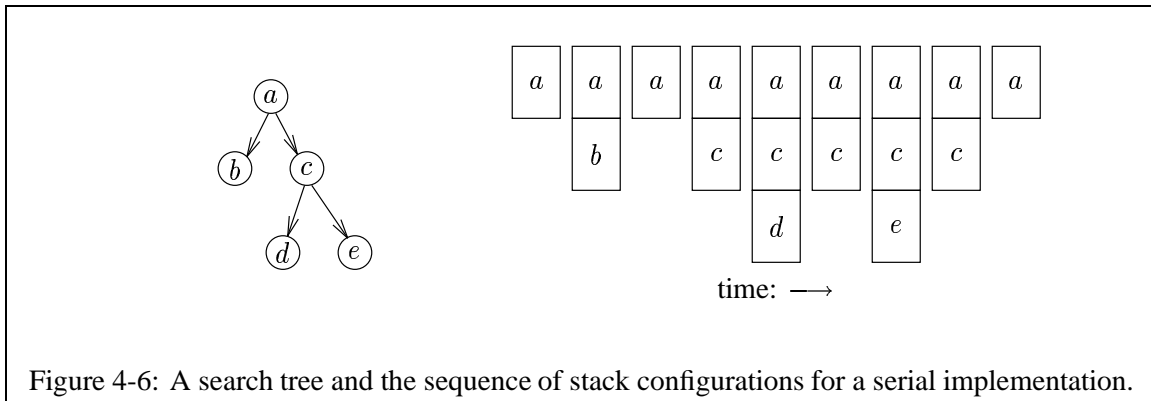 a
b c
d e
a a a a a a a a a
b c c c c c
d e
time: →
Figure 4-6: A search tree and the sequence of stack configurations for a serial implementation.